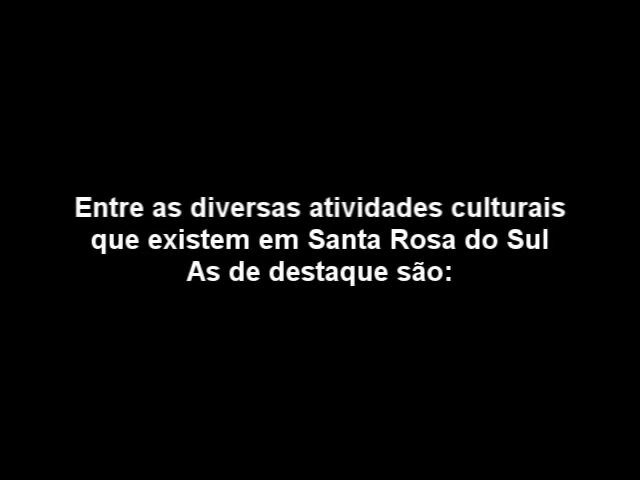 Entre as diversas atividades culturais
que existem em Santa Rosa do Sul
As de destaque são: